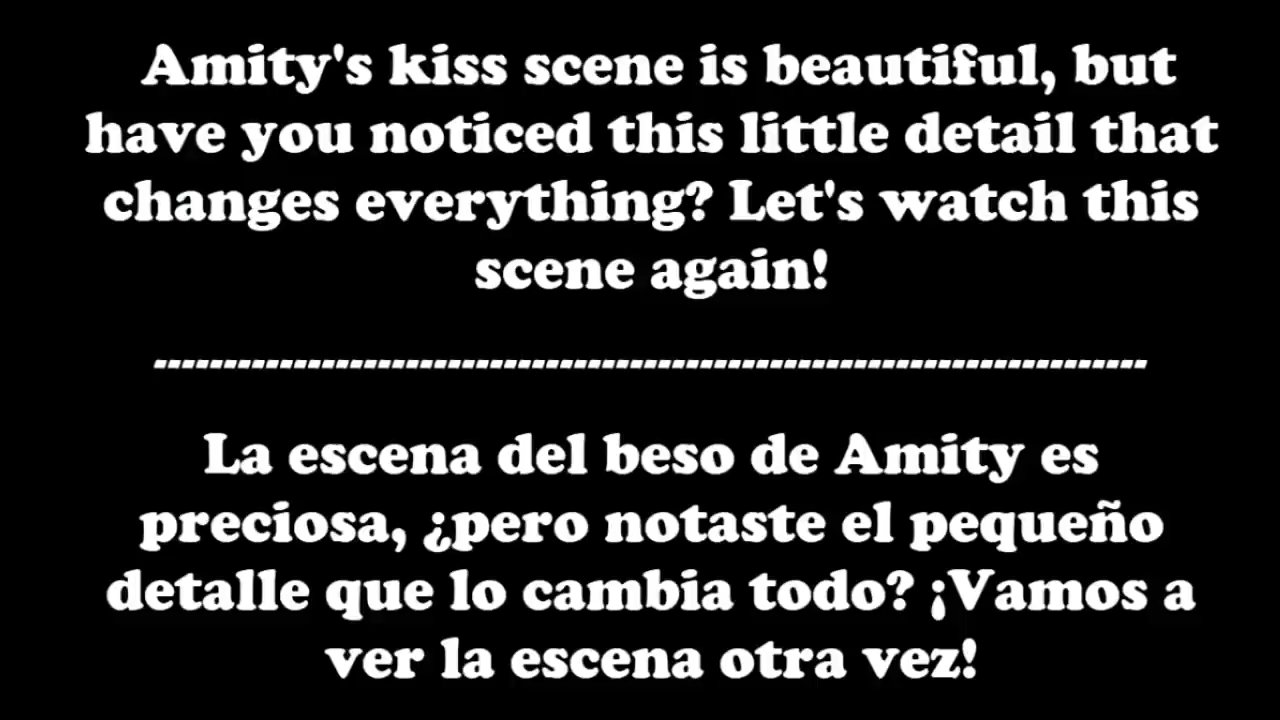 Amity's kiss scene is beautiful, but
have you noticed this little detail that
changes everything? Let's watch this
scene again!
-----------------------------------------------------------------------
La escena del beso de Amity es
preciosa, ¿pero notaste el pequeño
detalle que lo cambia todo? ¡Vamos a
ver la escena otra vez!